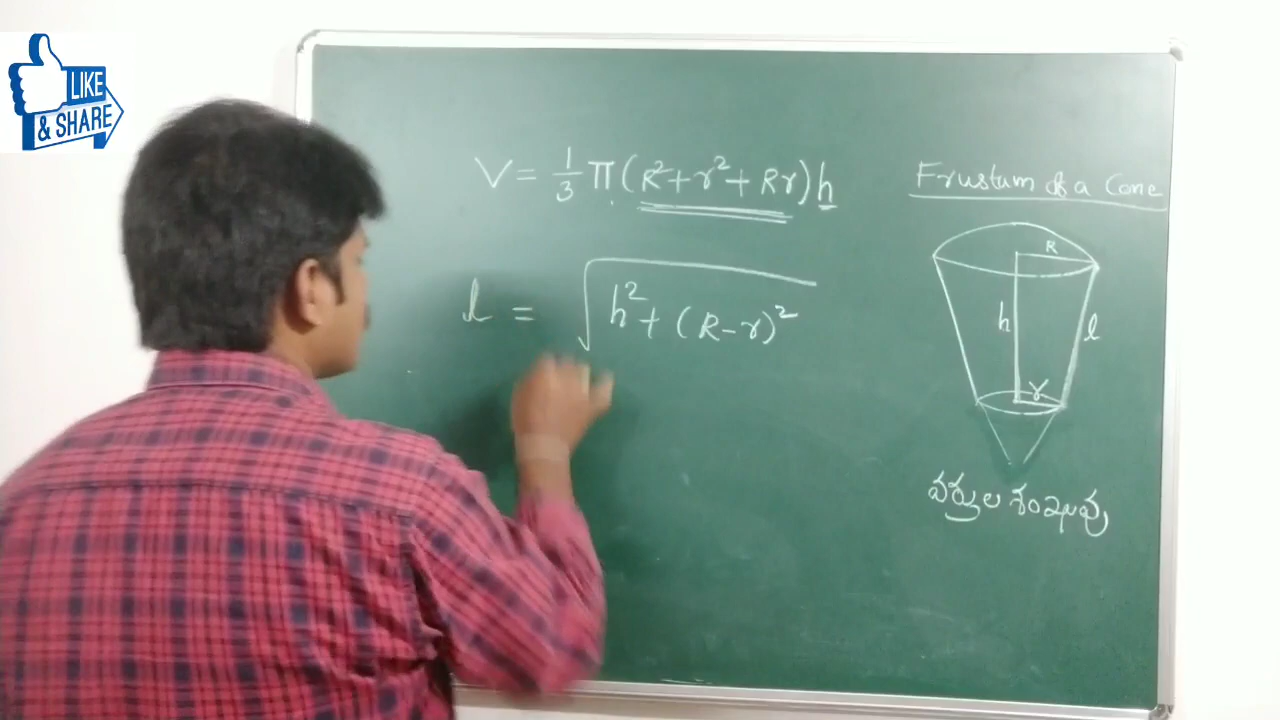 LIKE
& SHARE
V = 1/3 π (R²+r²+Rr)h
l = √(h²+(R-r)²)
Frustum of a Cone
R
h
l
r
వర్తుల శంఖువు